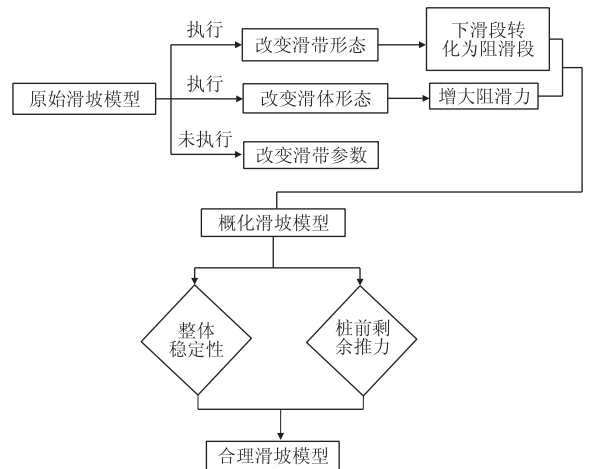 执行
改变滑带形态
下滑段转
化为阻滑段
原始滑坡模型
执行
改变滑体形态
增大阻滑力
未执行
改变滑带参数
概化滑坡模型
整体
稳定性
桩前剩
余推力
合理滑坡模型